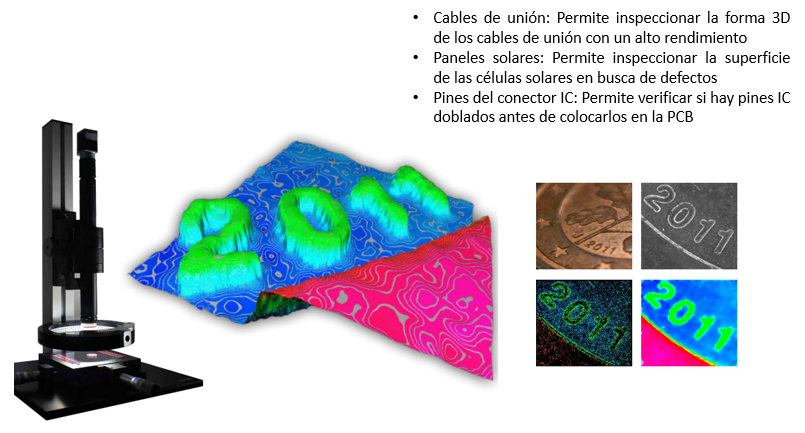 • Cables de unión: Permite inspeccionar la forma 3D
de los cables de unión con un alto rendimiento
• Paneles solares: Permite inspeccionar la superficie
de las células solares en busca de defectos
• Pines del conector IC: Permite verificar si hay pines IC
doblados antes de colocarlos en la PCB
2011
2011
2011
2011
2011